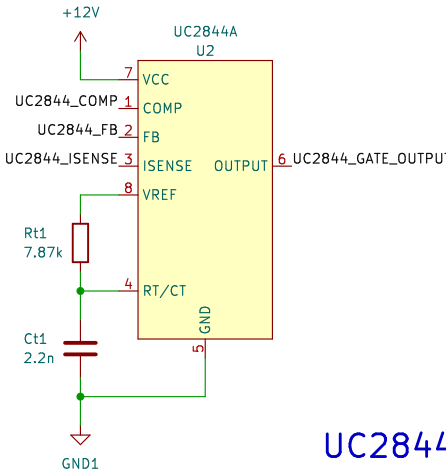 +12V
UC2844A
U2
7 VCC
UC2844_COMP 1 COMP
UC2844_FB 2 FB
UC2844_ISENSE 3 ISENSE
OUTPUT 6 UC2844_GATE_OUTPUT
8 VREF
Rt1
7.87k
4 RT/CT
GND
5
Ct1
2.2n
GND1
UC2844